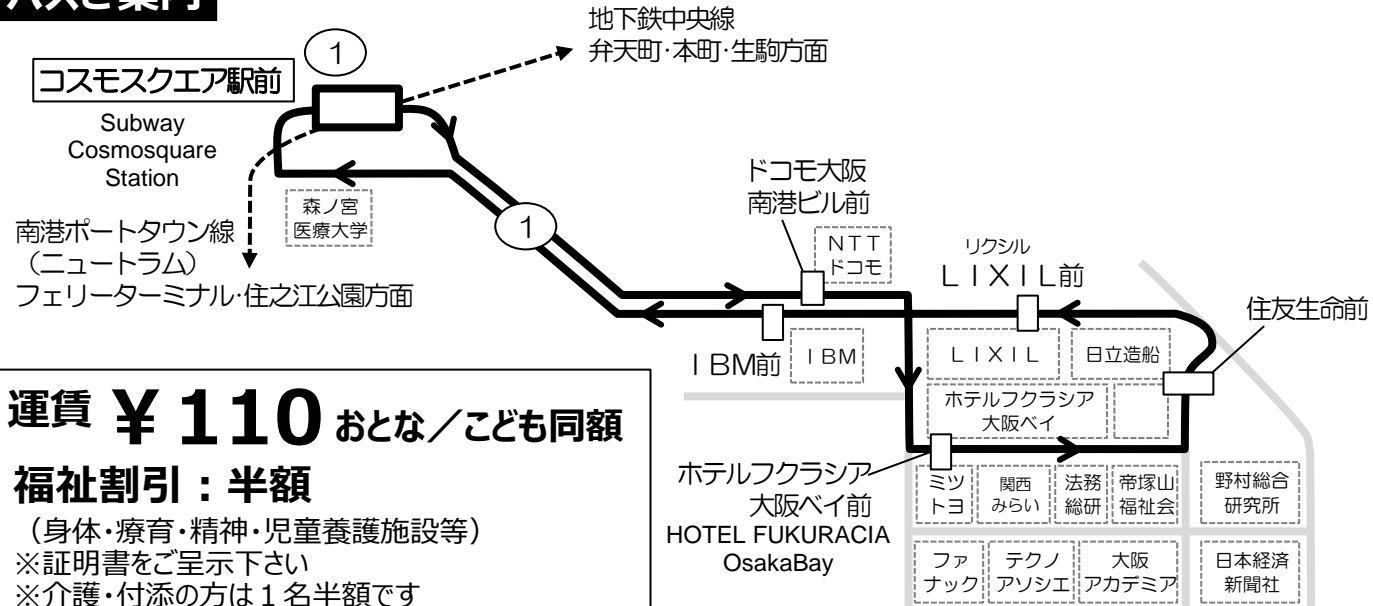 バスご案内
地下鉄中央線
弁天町・本町・生駒方面
①
コスモスクエア駅前
Subway
Cosmosquare
Station
森ノ宮
医療大学
南港ポートタウン線
（ニュートラム）
フェリーターミナル・住之江公園方面
①
ドコモ大阪
南港ビル前
ＮＴＴ
ドコモ
リクシル
ＬＩＸＩＬ前
住友生命前
ＩＢＭ前
ＩＢＭ
ＬＩＸＩＬ
日立造船
ホテルフクラシア
大阪ベイ
運賃 ￥１１０ おとな／こども同額
福祉割引：半額
（身体・療育・精神・児童養護施設等）
※証明書をご呈示下さい
※介護・付添の方は１名半額です
ホテルフクラシア
大阪ベイ前
HOTEL FUKURACIA
OsakaBay
ミツ
トヨ
関西
みらい
法務
総研
帝塚山
福祉会
野村総合
研究所
ファ
ナック
テクノ
アソシエ
大阪
アカデミア
日本経済
新聞社